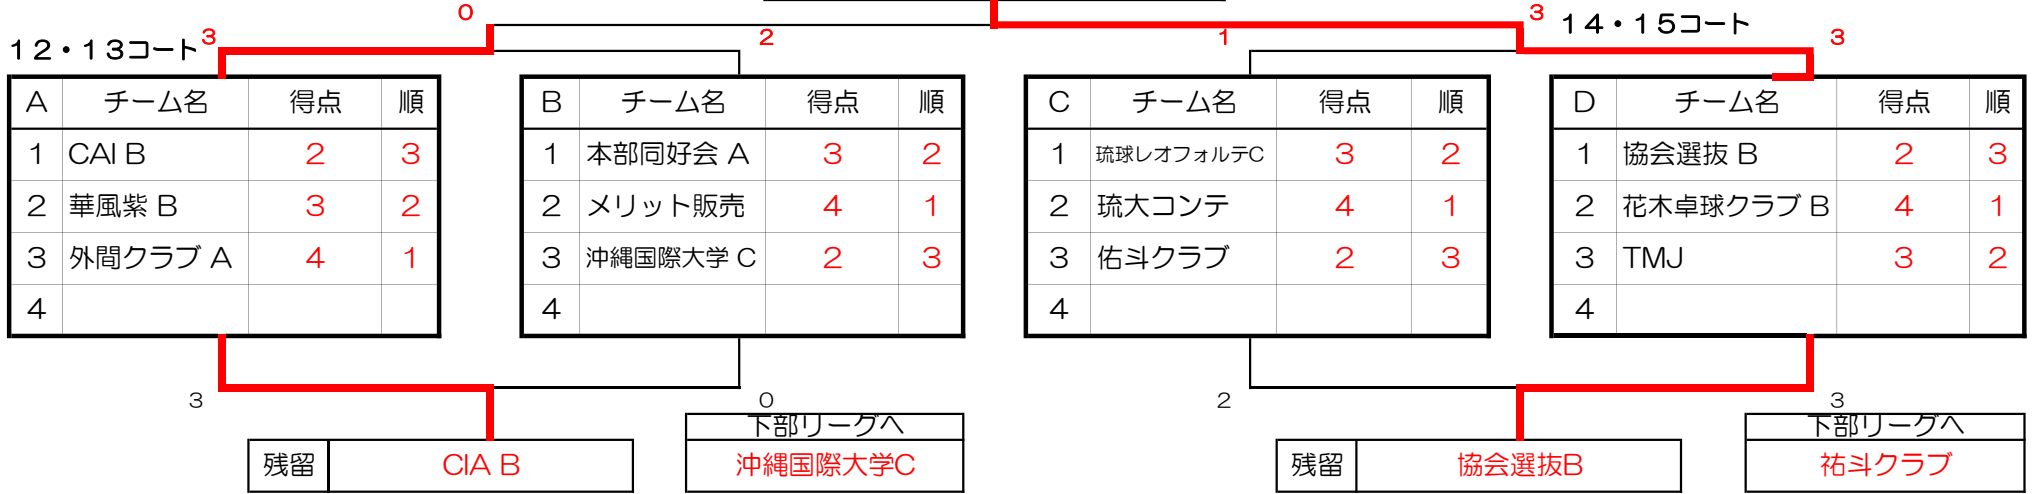 0 3
12・13コート 3 2 1 14・15コート 3
A チーム名 得点 順 B チーム名 得点 順 C チーム名 得点 順 D チーム名 得点 順
1 CAI B 2 3 1 本部同好会 A 3 2 1 琉球レオフォルテC 3 2 1 協会選抜 B 2 3
2 華風紫 B 3 2 2 メリット販売 4 1 2 琉大コンテ 4 1 2 花木卓球クラブ B 4 1
3 外間クラブ A 4 1 3 沖縄国際大学 C 2 3 3 佑斗クラブ 2 3 3 TMJ 3 2
4 4 4 4
3 0 2 3
下部リーグへ 下部リーグへ
残留 CIA B 沖縄国際大学C 残留 協会選抜B 祐斗クラブ